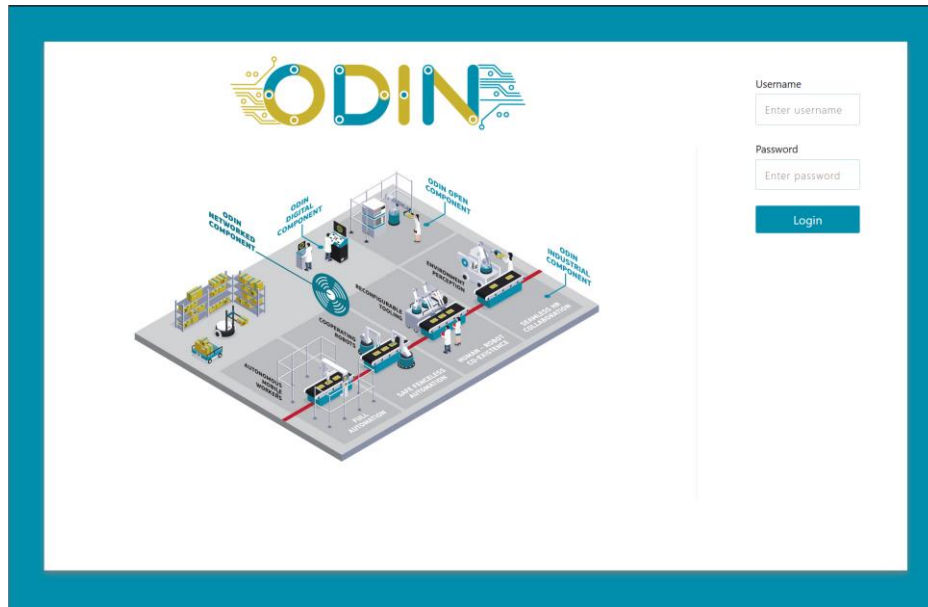 ODIN
Username
Enter username
Password
Enter password
Login
ODIN OPEN
COMPONENT
ODIN
DIGITAL
COMPONENT
ODIN
NETWORKED
COMPONENT
ODIN
INDUSTRIAL
COMPONENT
ENVIRONMENT
PERCEPTION
RECONFIGURABLE
TOOLING
COOPERATING
ROBOTS
AUTONOMOUS
MOBILE
WORKERS
SEAMLESS HR
COLLABORATION
HUMAN - ROBOT
CO-EXISTENCE
SAFE FENCELESS
AUTOMATION
FULL
AUTOMATION